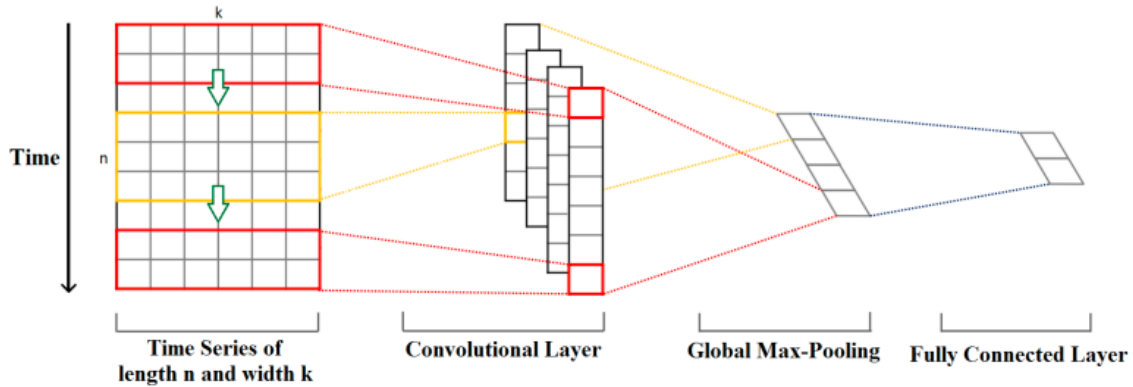 k
Time
n
Time Series of
length n and width k
Convolutional Layer
Global Max-Pooling
Fully Connected Layer